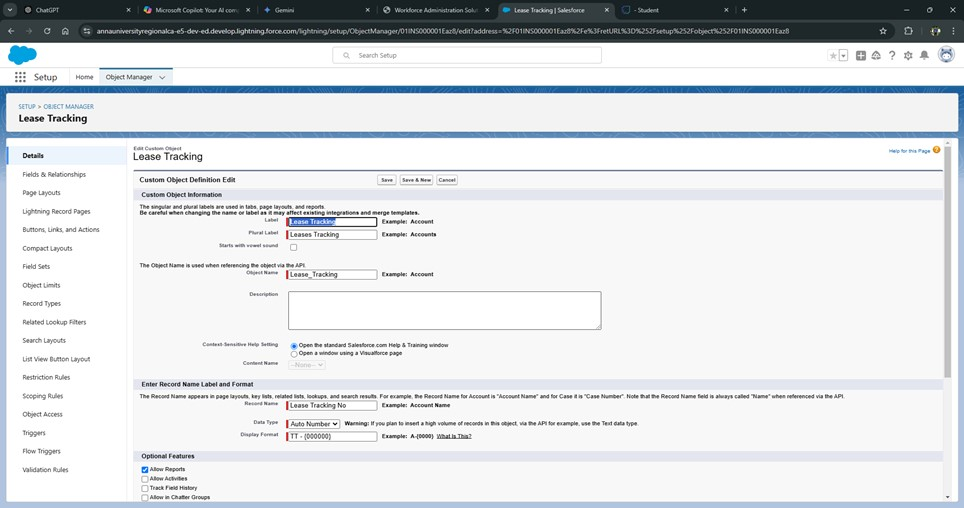 ChatGPT
Microsoft Copilot: Your AI com
Gemini
Workforce Administration Solut
Lease Tracking | Salesforce
- Student
annauniversityregionalca-e5-dev-ed.develop.lightning.force.com/lightning/setup/ObjectManager/01INS000001Eaz8/edit?address=%2F01INS000001Eaz8%2Fe%3FretURL%3D%252Fsetup%252Fobject%252F01INS000001Eaz8
Search Setup
Setup
Home
Object Manager
SETUP > OBJECT MANAGER
Lease Tracking
Details
Fields & Relationships
Page Layouts
Lightning Record Pages
Buttons, Links, and Actions
Compact Layouts
Field Sets
Object Limits
Record Types
Related Lookup Filters
Search Layouts
List View Button Layout
Restriction Rules
Scoping Rules
Object Access
Triggers
Flow Triggers
Validation Rules
Edit Custom Object
Lease Tracking
Help for this Page
Custom Object Definition Edit
Save
Save & New
Cancel
Custom Object Information
The singular and plural labels are used in tabs, page layouts, and reports.
Be careful when changing the name or label as it may affect existing integrations and merge templates.
Label Lease Tracking Example: Account
Plural Label Leases Tracking Example: Accounts
Starts with vowel sound
The Object Name is used when referencing the object via the API.
Object Name Lease_Tracking Example: Account
Description
Context-Sensitive Help Setting Open the standard Salesforce.com Help & Training window
Open a window using a Visualforce page
Content Name --None--
Enter Record Name Label and Format
The Record Name appears in page layouts, key lists, related lists, lookups, and search results. For example, the Record Name for Account is "Account Name" and for Case it is "Case Number". Note that the Record Name field is always called "Name" when referenced via the API.
Record Name Lease Tracking No Example: Account Name
Data Type Auto Number Warning: If you plan to insert a high volume of records in this object, via the API for example, use the Text data type.
Display Format TT - {000000} Example: A-{0000} What Is This?
Optional Features
Allow Reports
Allow Activities
Track Field History
Allow in Chatter Groups